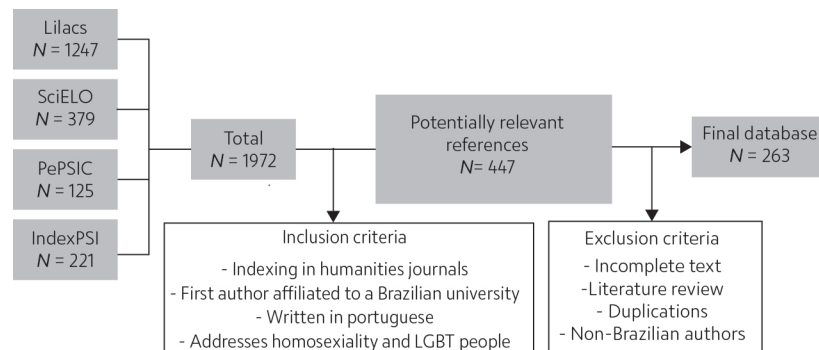 Lilacs
N = 1247
SciELO
N = 379
PePSIC
N = 125
IndexPSI
N = 221
Total
N = 1972
Potentially relevant
references
N= 447
Final database
N = 263
Inclusion criteria
- Indexing in humanities journals
- First author affiliated to a Brazilian university
- Written in portuguese
- Addresses homosexiality and LGBT people
Exclusion criteria
- Incomplete text
-Literature review
- Duplications
- Non-Brazilian authors